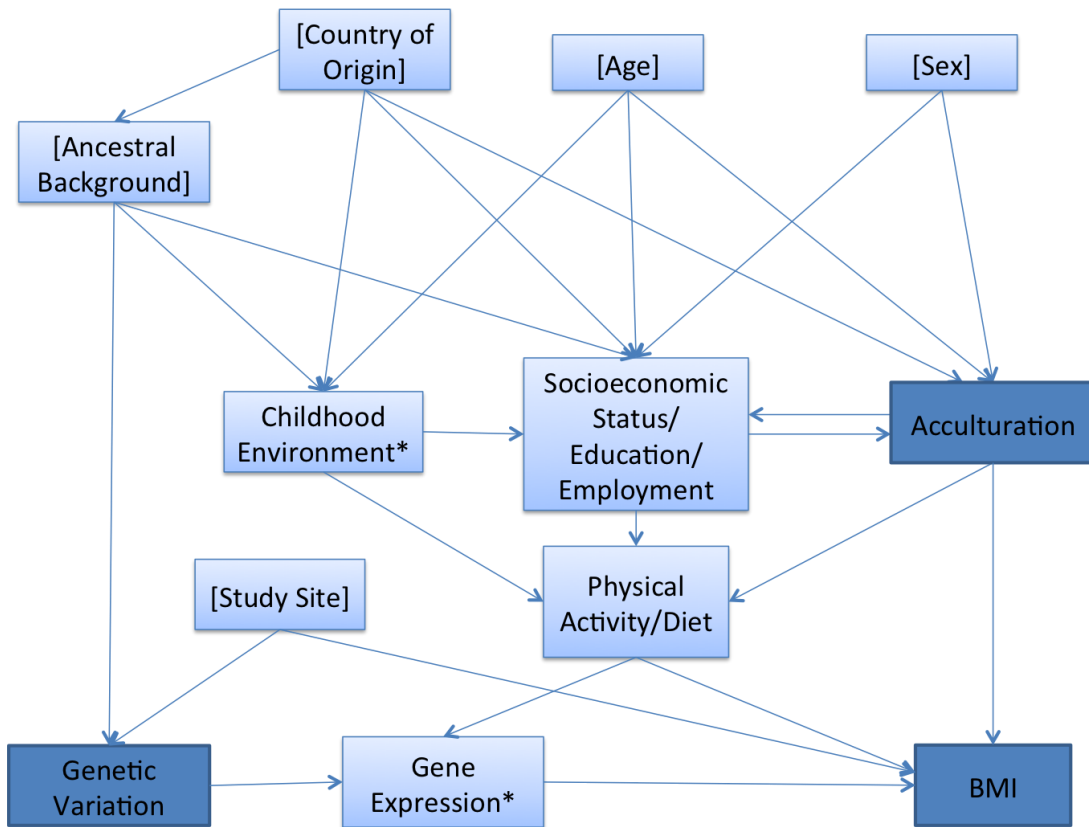 [Country of
Origin]
[Age]
[Sex]
[Ancestral
Background]
Childhood
Environment*
Socioeconomic
Status/
Education/
Employment
Acculturation
[Study Site]
Physical
Activity/Diet
Genetic
Variation
Gene
Expression*
BMI